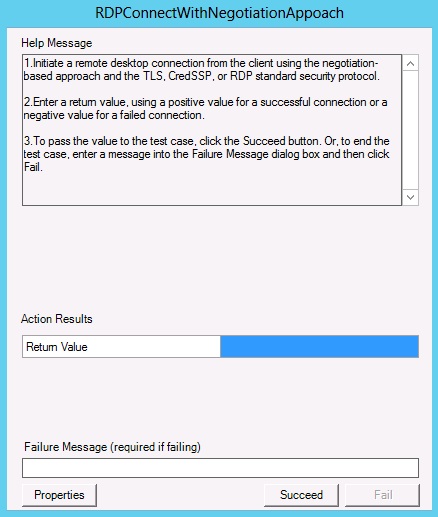 RDPConnectWithNegotiationAppoach
Help Message
1.Initiate a remote desktop connection from the client using the negotiation-
based approach and the TLS, CredSSP, or RDP standard security protocol.
2.Enter a return value, using a positive value for a successful connection or a
negative value for a failed connection.
3.To pass the value to the test case, click the Succeed button. Or, to end the
test case, enter a message into the Failure Message dialog box and then click
Fail.
Action Results
Return Value
Failure Message (required if failing)
Properties Succeed Fail